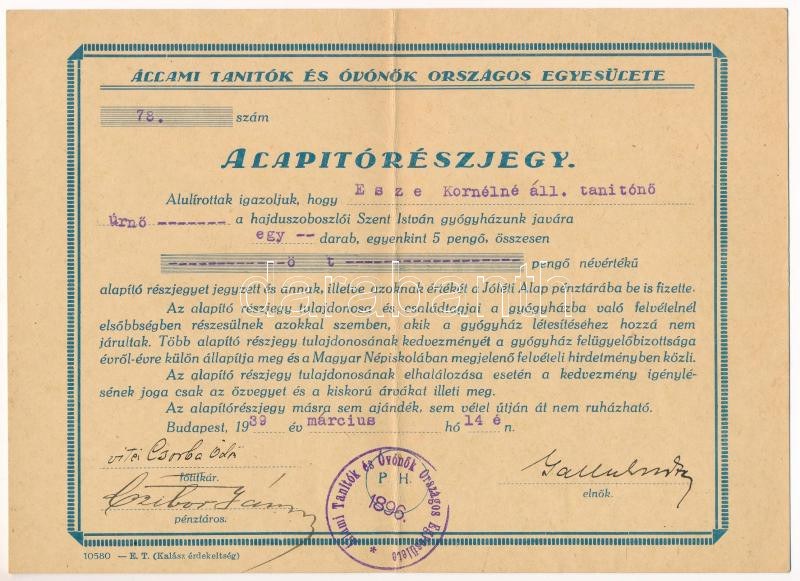 ÁLLAMI TANITÓK ÉS ÓVÓNŐK ORSZÁGOS EGYESÜLETE
78. szám
ALAPITÓRÉSZJEGY.
Alulírottak igazoljuk, hogy Esze Kornélné áll. tanitónő
úrnő ------- a hajduszoboszlói Szent István gyógyházunk javára
egy -- darab, egyenkint 5 pengő, összesen
------------ö t------------------ pengő névértékű
alapító részjegyet jegyzett és annak, illetve azoknak értékét a Jóléti Alap pénztárába be is fizette.
Az alapító részjegy tulajdonosa és családtagjai a gyógyházba való felvételnél
elsőbbségben részesülnek azokkal szemben, akik a gyógyház létesítéséhez hozzá nem
járultak. Több alapító részjegy tulajdonosának kedvezményét a gyógyház felügyelőbizottsága
évről-évre külön állapítja meg és a Magyar Népiskolában megjelenő felvételi hirdetményben közli.
Az alapító részjegy tulajdonosának elhalálozása esetén a kedvezmény igénylé-
sének joga csak az özvegyet és a kiskorú árvákat illeti meg.
Az alapítórészjegy másra sem ajándék, sem vétel útján át nem ruházható.
Budapest, 1939 év március hó 14 é n.
vitéz Csorba Ödön
főtitkár.
Czibor János
pénztáros.
elnök.
Állami Tanítók és Óvónők Országos Egyesülete *
P. H.
1896.
10580 — E. T. (Kalász érdekeltség)
darabanth